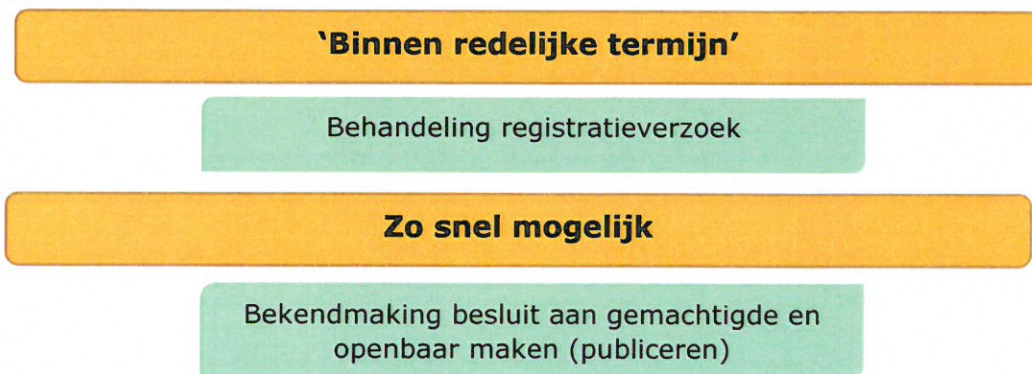 ‘Binnen redelijke termijn’
Behandeling registratieverzoek
Zo snel mogelijk
Bekendmaking besluit aan gemachtigde en
openbaar maken (publiceren)